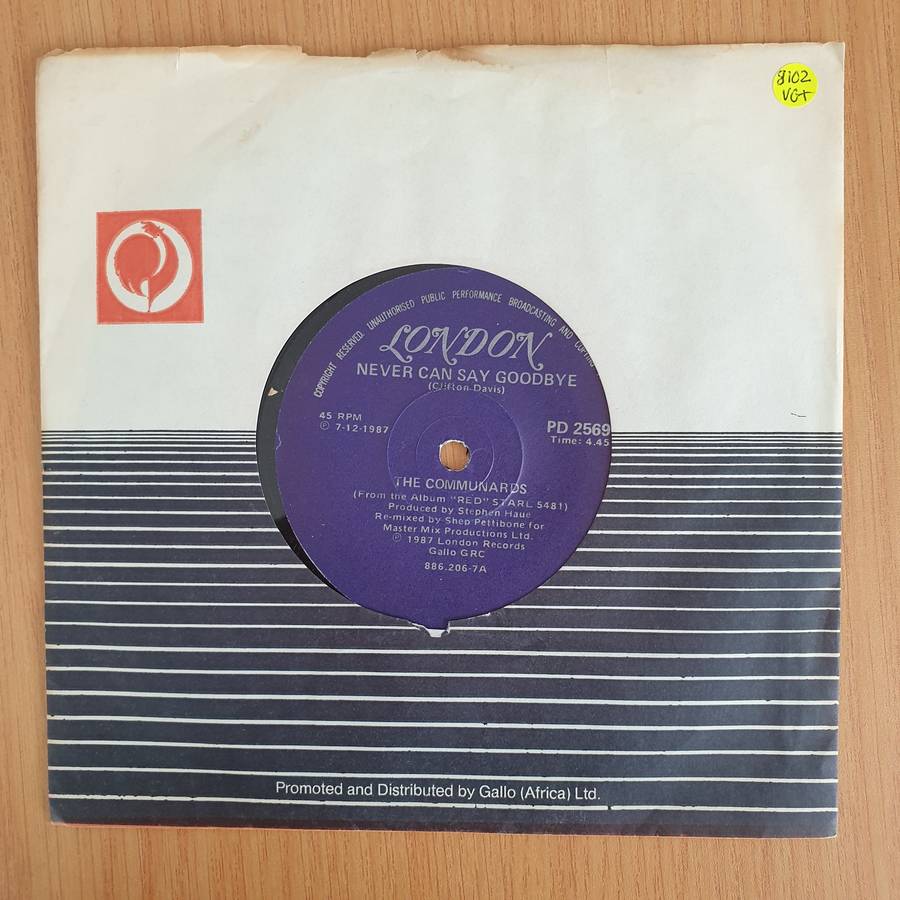 8102
VG+
COPYRIGHT RESERVED. UNAUTHORISED PUBLIC PERFORMANCE BROADCASTING AND COPYING
LONDON
NEVER CAN SAY GOODBYE
(Clifton Davis)
45 RPM
℗ 7-12-1987
PD 2569
Time: 4.45
THE COMMUNARDS
(From the Album "RED" STARL 5481)
Produced by Stephen Haue
Re-mixed by Shep Pettibone for
Master Mix Productions Ltd.
℗ 1987 London Records
Gallo GRC
886.206-7A
Promoted and Distributed by Gallo (Africa) Ltd.